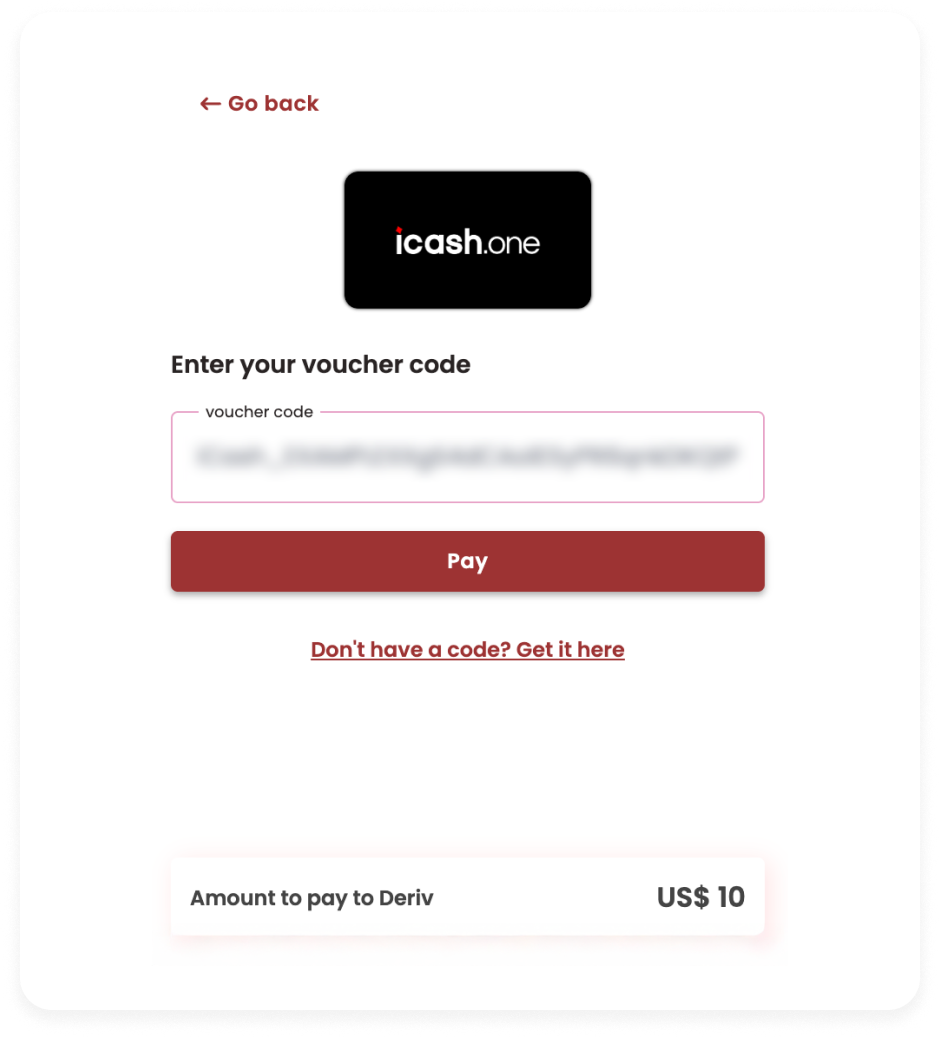 ← Go back
icash.one
Enter your voucher code
voucher code
Pay
Don't have a code? Get it here
Amount to pay to Deriv US$ 10